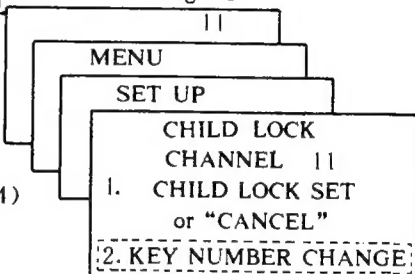 11
MENU
SET UP
CHILD LOCK
CHANNEL 11
1. CHILD LOCK SET
or “CANCEL”
2. KEY NUMBER CHANGE